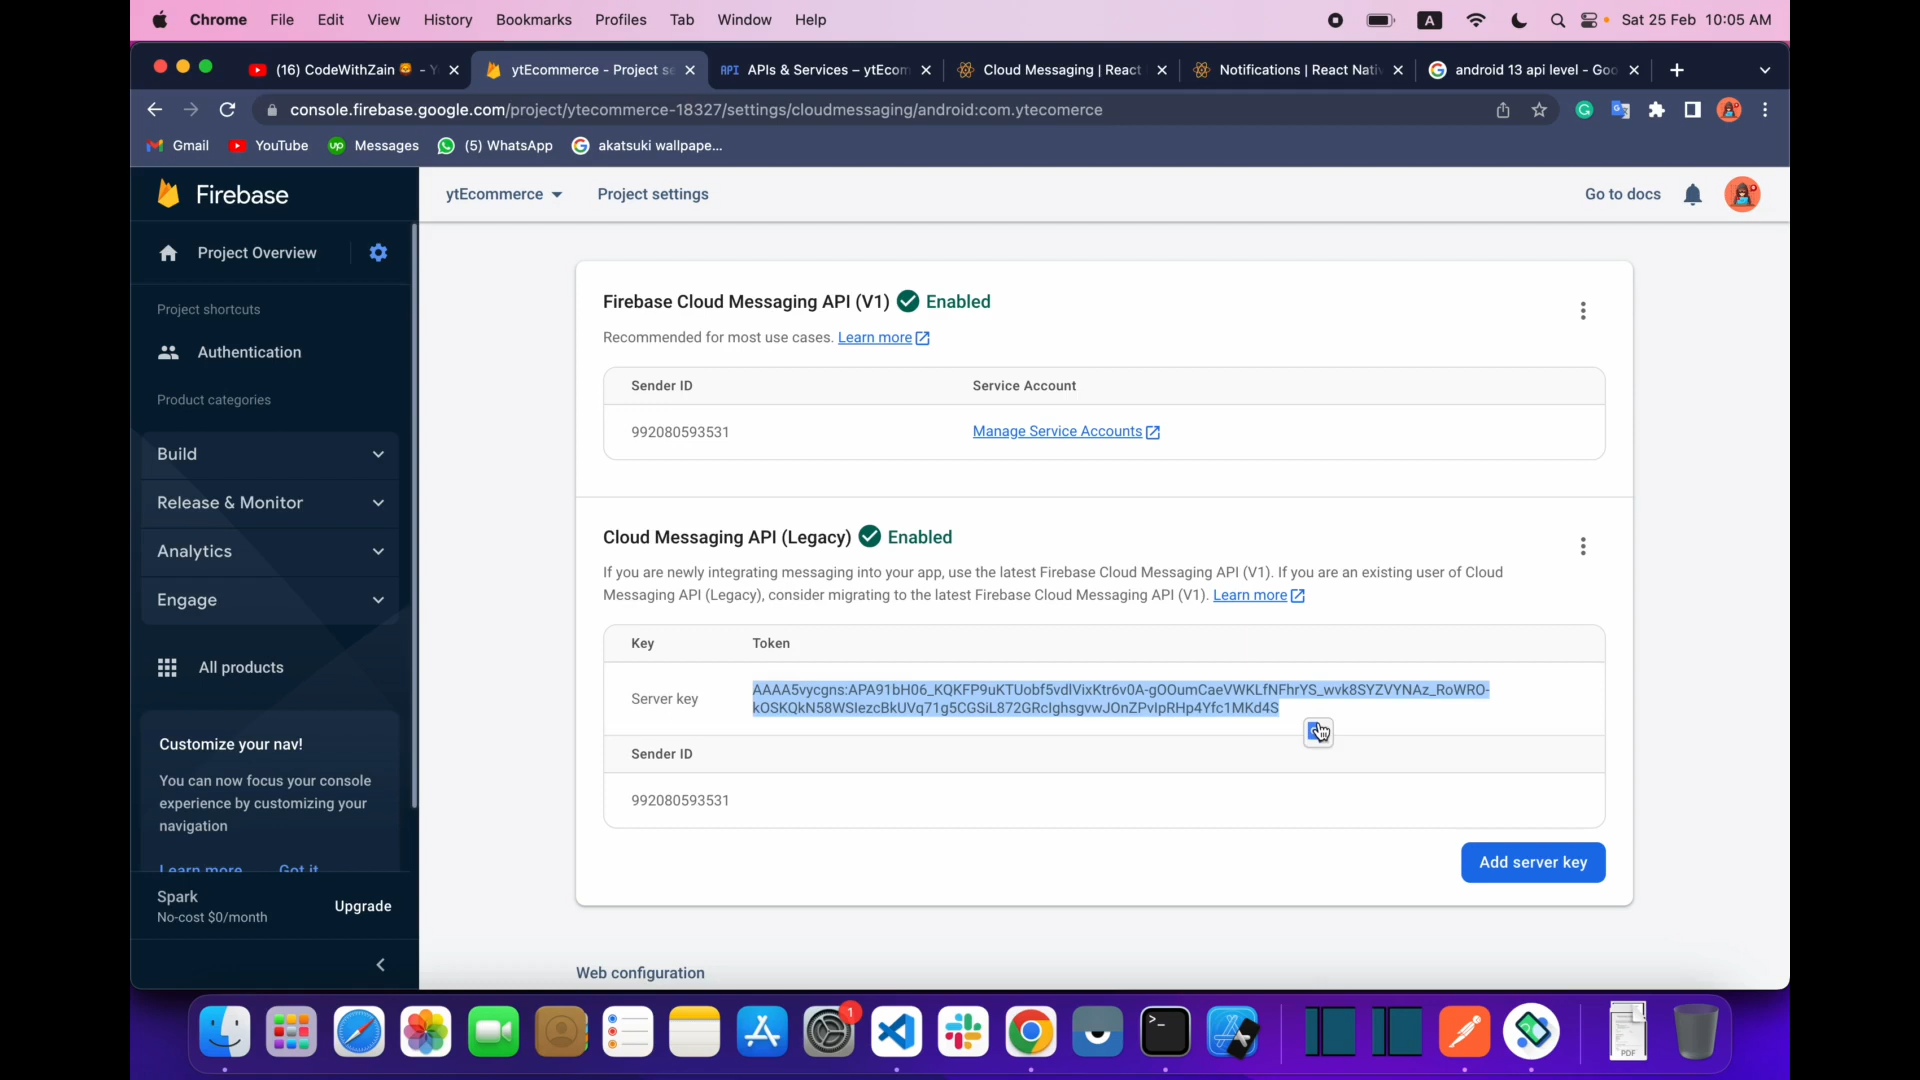 Chrome File Edit View History Bookmarks Profiles Tab Window Help A Sat 25 Feb 10:05 AM
(16) CodeWithZain ytEcommerce - Project se API APIs & Services – ytEcom Cloud Messaging | React Notifications | React Nati android 13 api level - Goo
console.firebase.google.com/project/ytecommerce-18327/settings/cloudmessaging/android:com.ytecomerce
Gmail YouTube up Messages (5) WhatsApp akatsuki wallpape...
Firebase
ytEcommerce Project settings Go to docs
Project Overview
Project shortcuts
Authentication
Product categories
Build
Release & Monitor
Analytics
Engage
All products
Customize your nav!
You can now focus your console
experience by customizing your
navigation
Learn more Got it
Spark
No-cost $0/month
Upgrade
Firebase Cloud Messaging API (V1) Enabled
Recommended for most use cases. Learn more
Sender ID Service Account
992080593531 Manage Service Accounts
Cloud Messaging API (Legacy) Enabled
If you are newly integrating messaging into your app, use the latest Firebase Cloud Messaging API (V1). If you are an existing user of Cloud
Messaging API (Legacy), consider migrating to the latest Firebase Cloud Messaging API (V1). Learn more
Key Token
Server key
AAAA5vycgns:APA91bH06_KQKFP9uKTUobf5vdlVixKtr6v0A-gOOumCaeVWKLfNFhrYS_wvk8SYZVYNAz_RoWRO-
kOSKQkN58WSIezcBkUVq71g5CGSiL872GRcIghsgvwJOnZPvIpRHp4Yfc1MKd4S
Sender ID
992080593531
Add server key
Web configuration
1
PDF